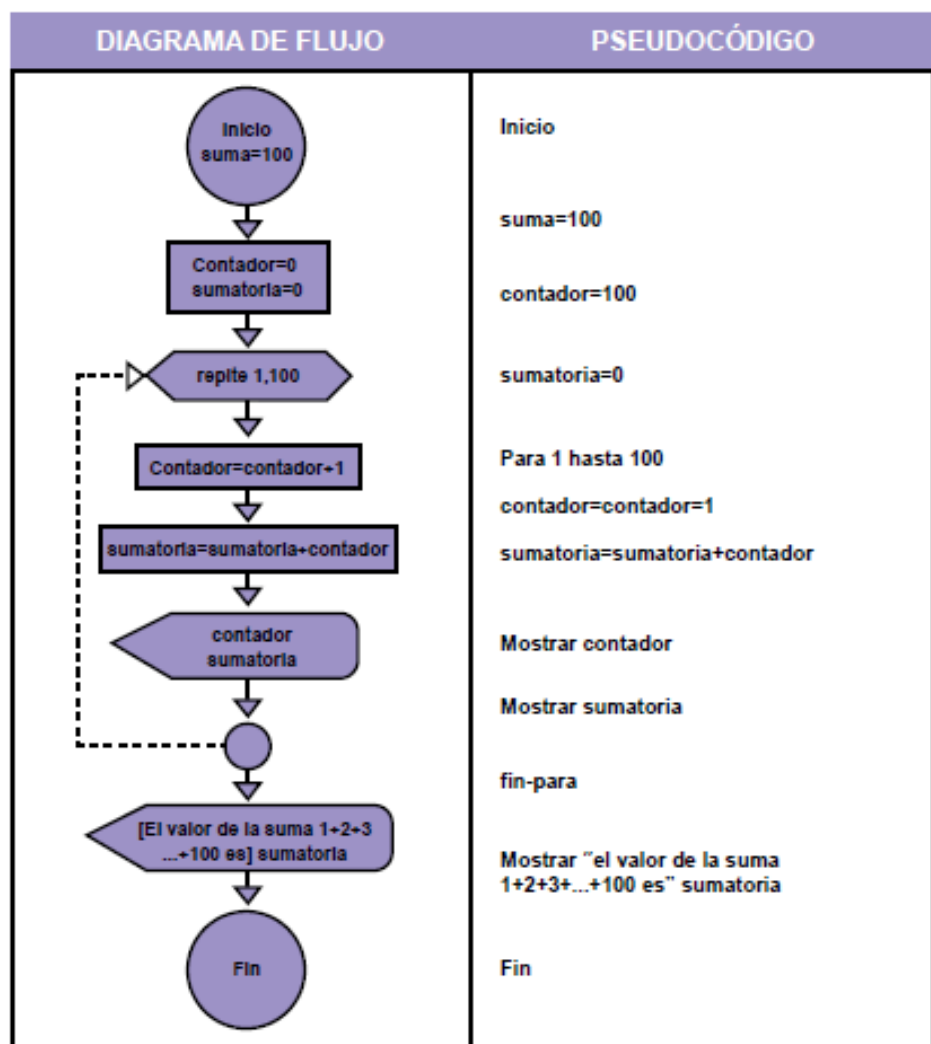 DIAGRAMA DE FLUJO
Inicio
suma=100
Contador=0
sumatoria=0
repite 1,100
Contador=contador+1
sumatoria=sumatoria+contador
contador
sumatoria
[El valor de la suma 1+2+3
...+100 es] sumatoria
Fin
PSEUDOCÓDIGO
Inicio
suma=100
contador=100
sumatoria=0
Para 1 hasta 100
contador=contador=1
sumatoria=sumatoria+contador
Mostrar contador
Mostrar sumatoria
fin-para
Mostrar ˝el valor de la suma
1+2+3+...+100 es” sumatoria
Fin